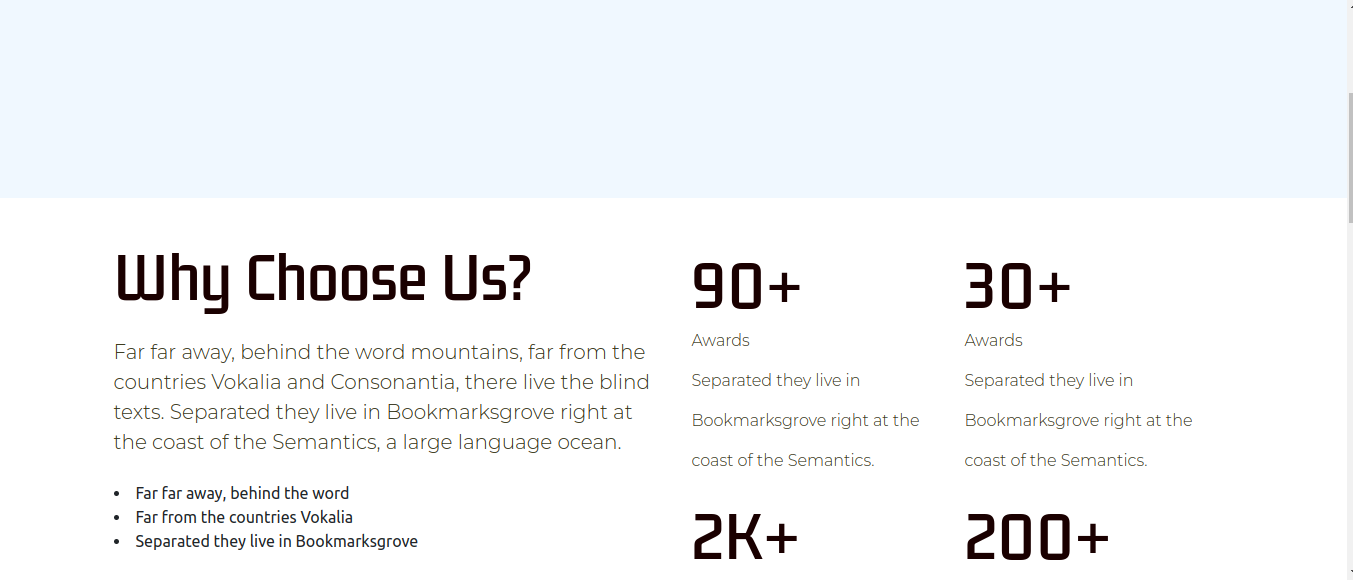 Why Choose Us?
Far far away, behind the word mountains, far from the
countries Vokalia and Consonantia, there live the blind
texts. Separated they live in Bookmarksgrove right at
the coast of the Semantics, a large language ocean.
• Far far away, behind the word
• Far from the countries Vokalia
• Separated they live in Bookmarksgrove
90+
Awards
Separated they live in
Bookmarksgrove right at the
coast of the Semantics.
30+
Awards
Separated they live in
Bookmarksgrove right at the
coast of the Semantics.
2K+
200+